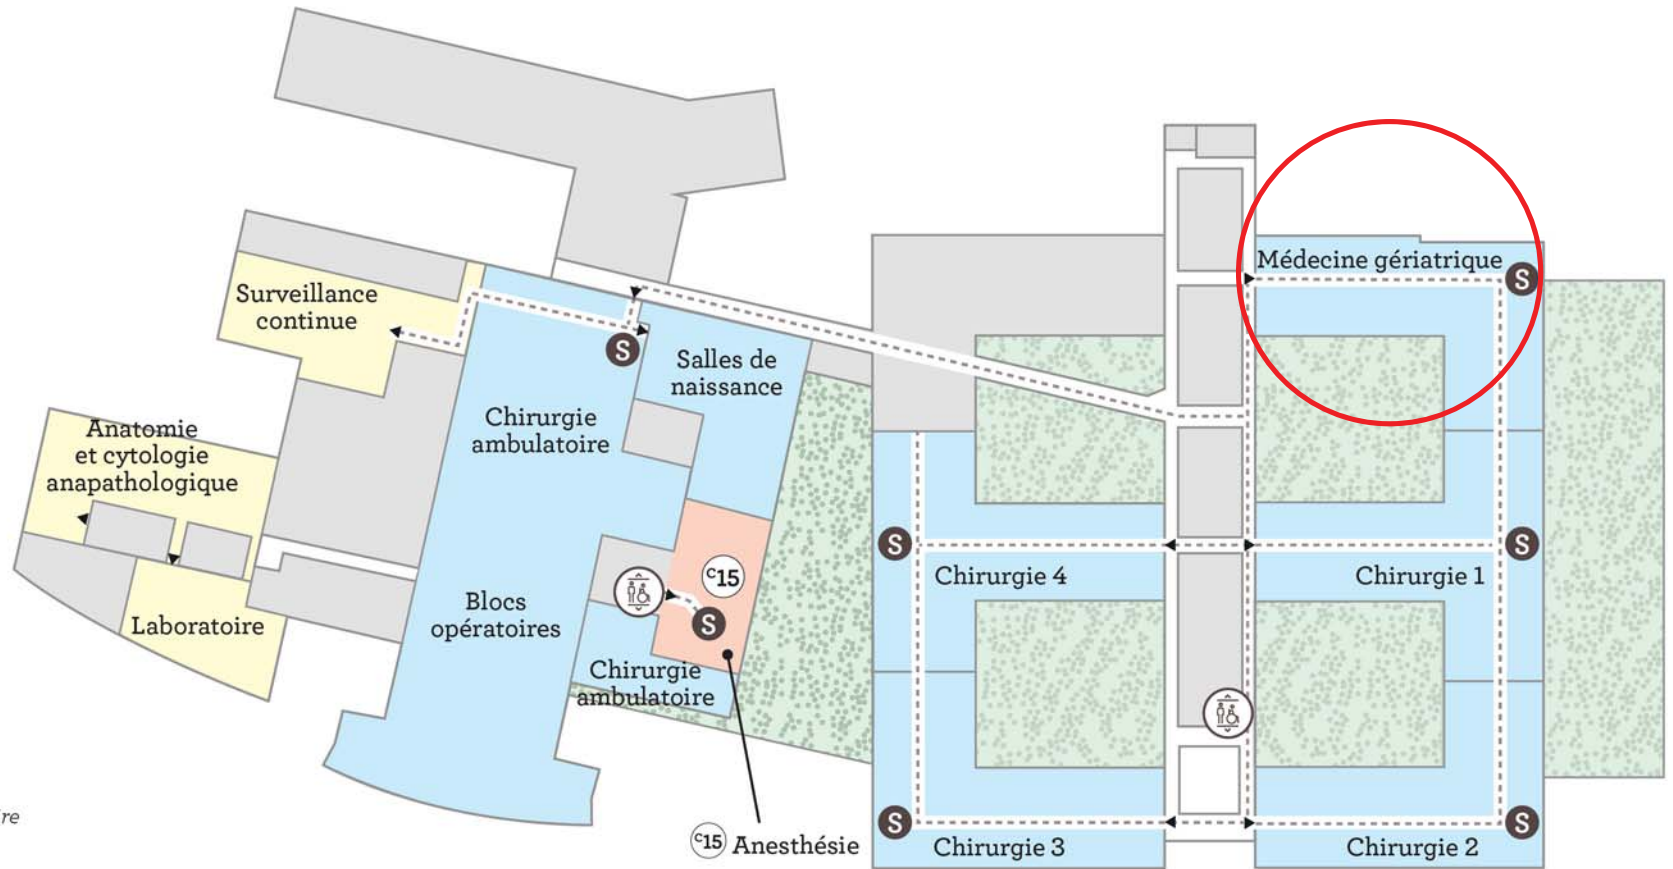 Médecine gériatrique
S
Surveillance
continue
S
Salles de
naissance
Chirurgie
ambulatoire
Anatomie
et cytologie
anapathologique
S
S
Chirurgie 4
Chirurgie 1
c15
Blocs
opératoires
S
Laboratoire
Chirurgie
ambulatoire
re
S
S
c15 Anesthésie
Chirurgie 3
Chirurgie 2